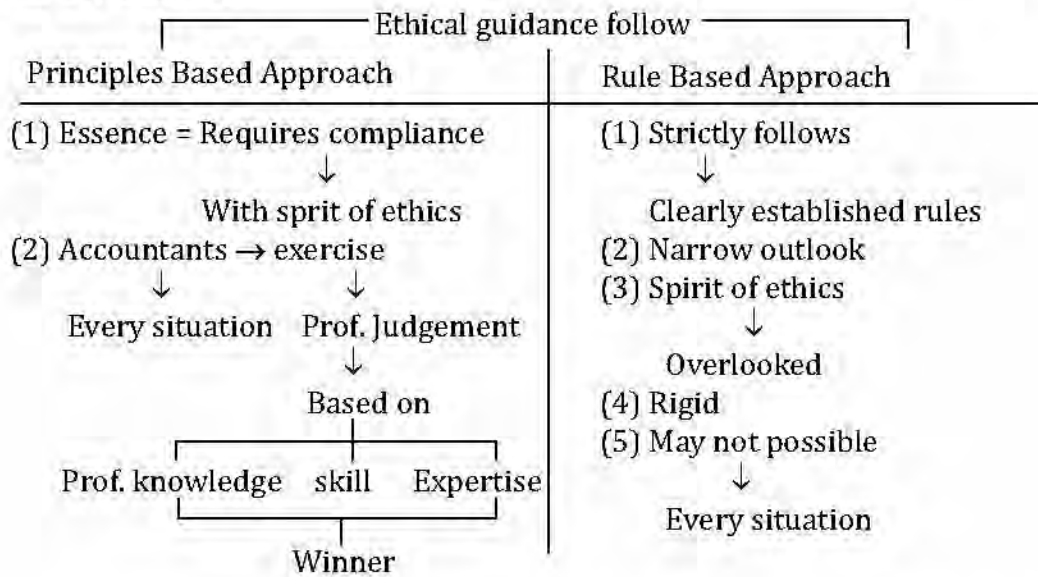 Ethical guidance follow
Principles Based Approach
(1) Essence = Requires compliance
↓
With sprit of ethics
(2) Accountants → exercise
↓ ↓
Every situation Prof. Judgement
↓
Based on
Prof. knowledge skill Expertise
Winner
Rule Based Approach
(1) Strictly follows
↓
Clearly established rules
(2) Narrow outlook
(3) Spirit of ethics
↓
Overlooked
(4) Rigid
(5) May not possible
↓
Every situation